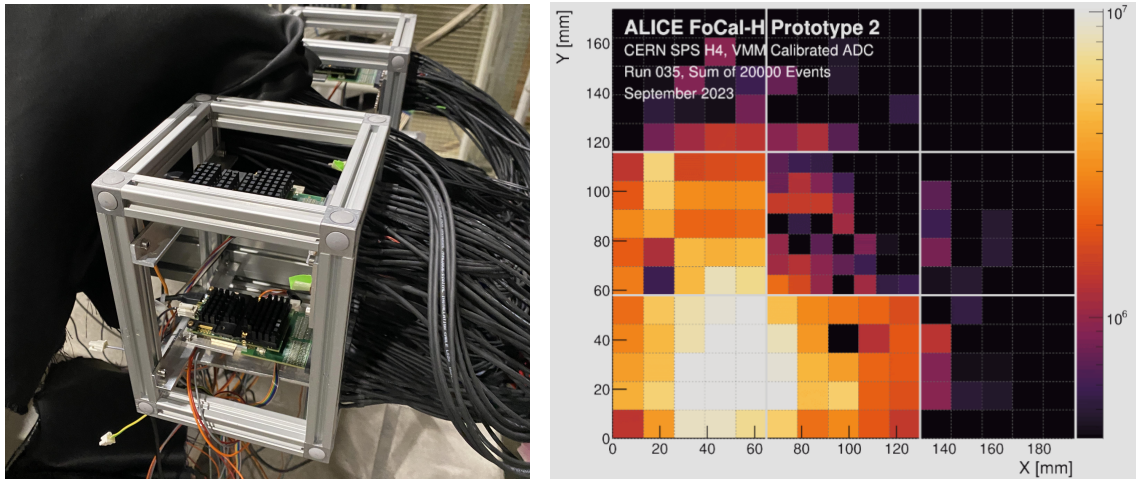 ALICE FoCal-H Prototype 2
CERN SPS H4, VMM Calibrated ADC
Run 035, Sum of 20000 Events
September 2023
Y [mm]
160
140
120
100
80
60
40
20
0
0 20 40 60 80 100 120 140 160 180
X [mm]
10⁷
10⁶